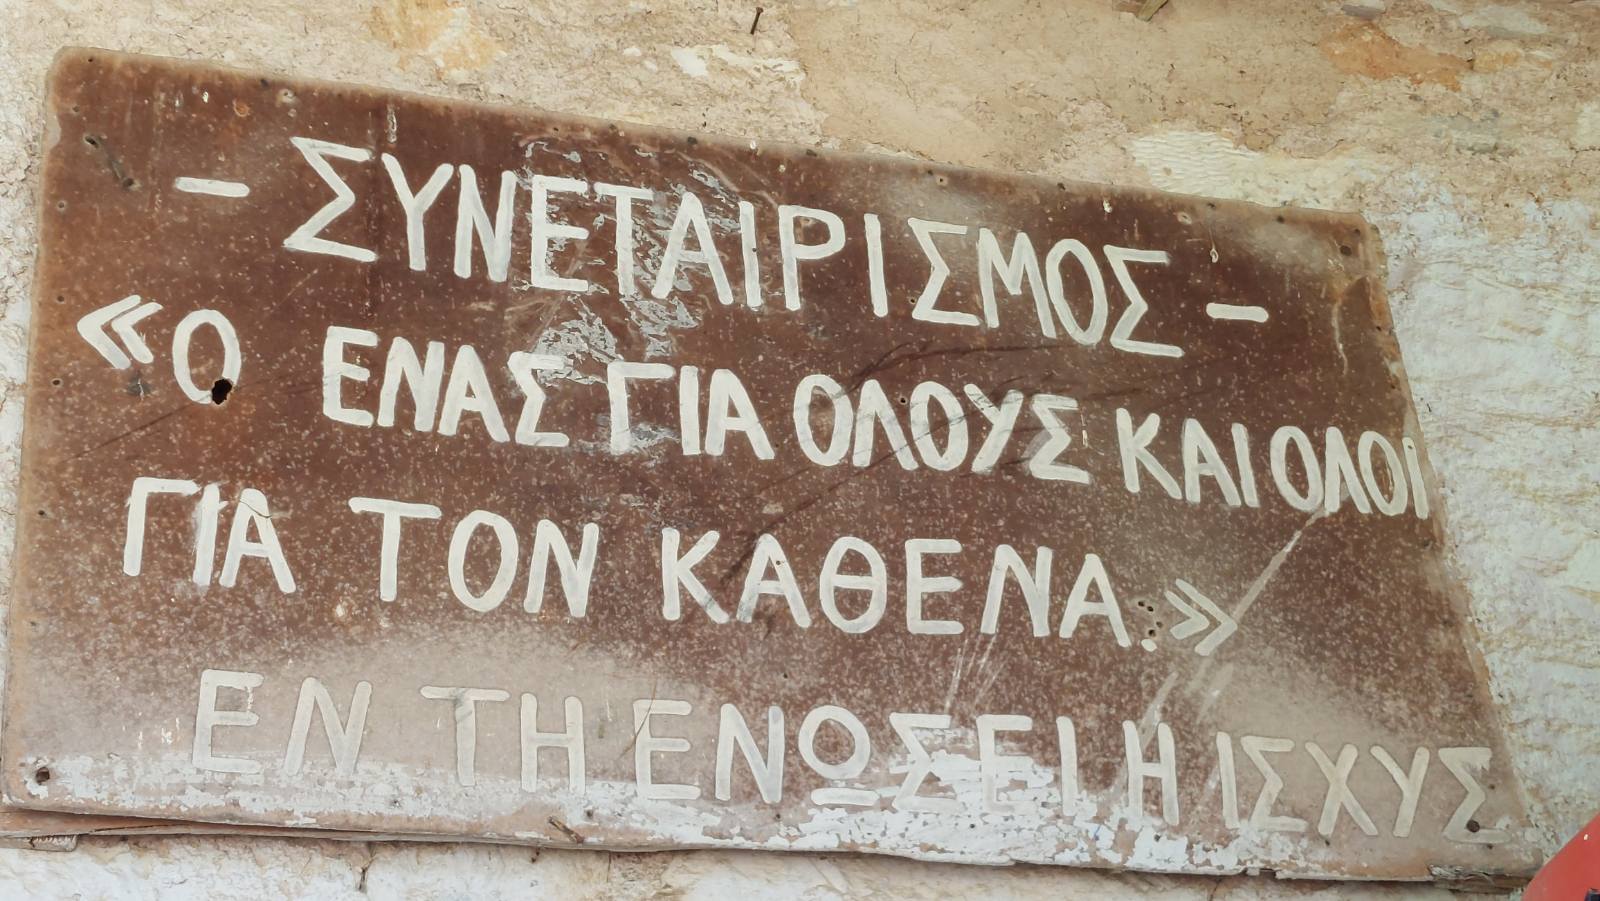 - ΣΥΝΕΤΑΙΡΙΣΜΟΣ -
«Ο ΕΝΑΣ ΓΙΑ ΟΛΟΥΣ ΚΑΙ ΟΛΟΙ
ΓΙΑ ΤΟΝ ΚΑΘΕΝΑ.»
ΕΝ ΤΗ ΕΝΩΣΕΙ Η ΙΣΧΥΣ